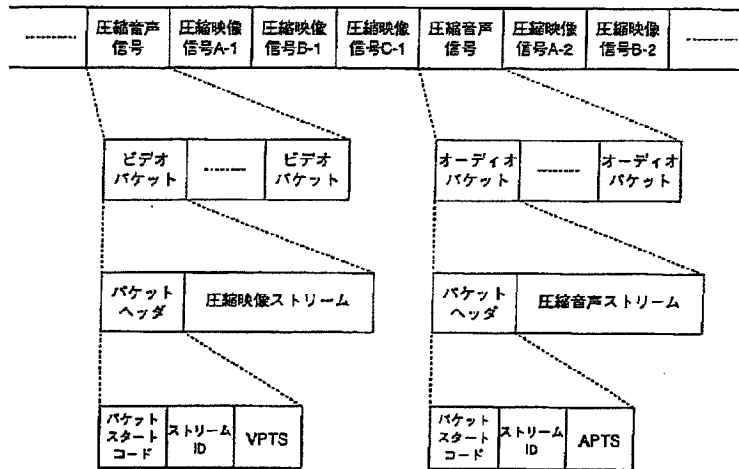 圧縮音声
信号
圧縮映像
信号A-1
圧縮映像
信号B-1
圧縮映像
信号C-1
圧縮音声
信号
圧縮映像
信号A-2
圧縮映像
信号B-2
ビデオ
パケット
ビデオ
パケット
オーディオ
パケット
オーディオ
パケット
パケット
ヘッダ
圧縮映像ストリーム
パケット
ヘッダ
圧縮音声ストリーム
パケット
スタート
コード
ストリーム
ID
VPTS
パケット
スタート
コード
ストリーム
ID
APTS